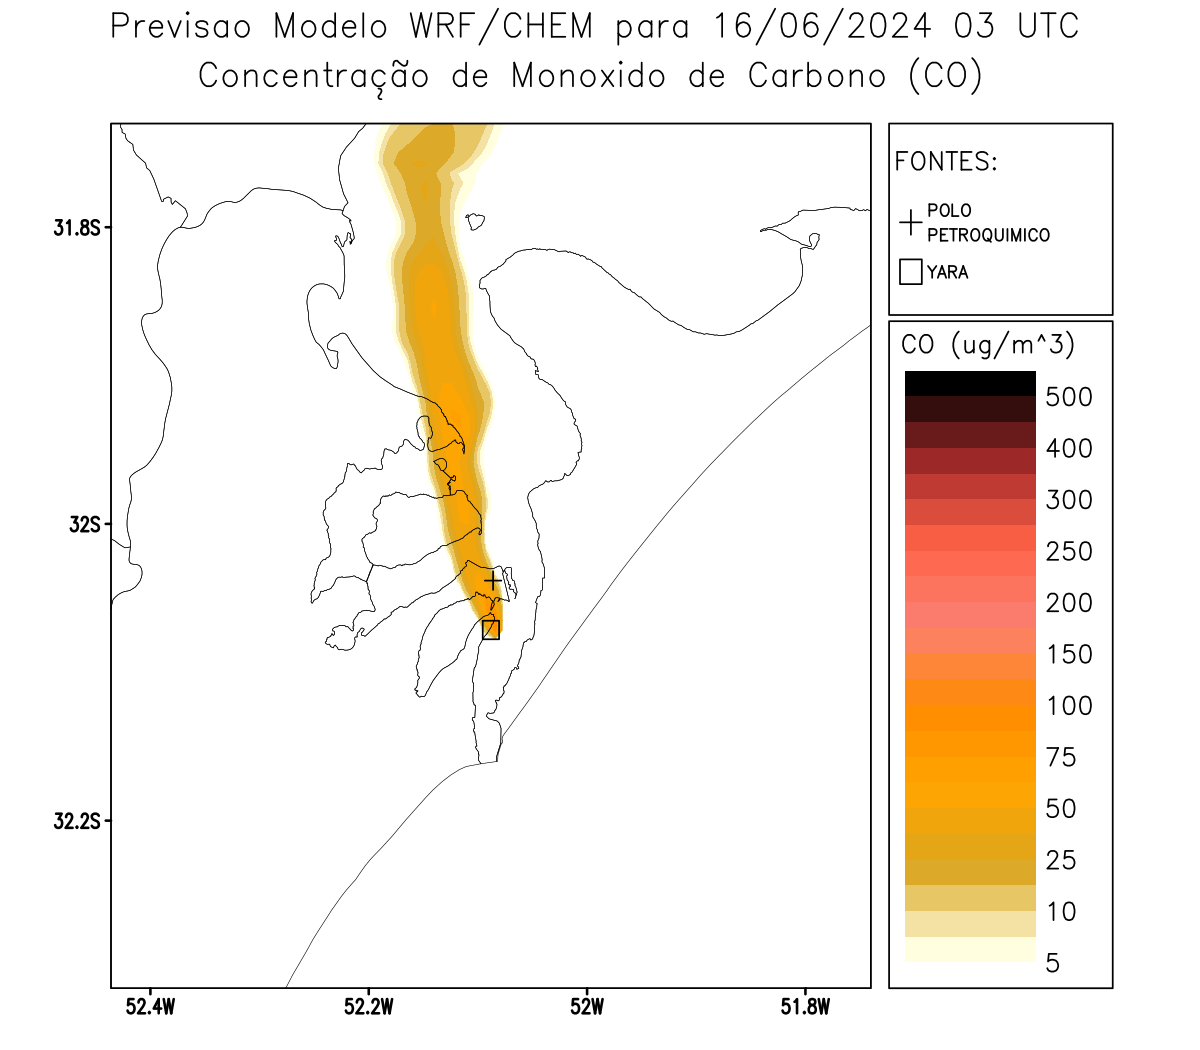 Previsao Modelo WRF/CHEM para 16/06/2024 03 UTC
Concentração de Monoxido de Carbono (CO)
FONTES:
POLO
PETROQUIMICO
YARA
CO (ug/m^3)
500
400
300
250
200
150
100
75
50
25
10
5
31.8S
32S
32.2S
52.4W
52.2W
52W
51.8W